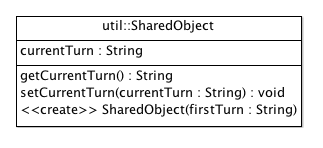 util::SharedObject
currentTurn : String
getCurrentTurn() : String
setCurrentTurn(currentTurn : String) : void
<<create>> SharedObject(firstTurn : String)